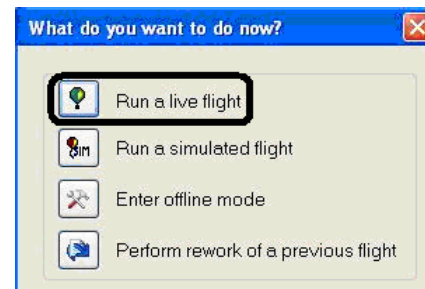 What do you want to do now?
Run a live flight
SIM
Run a simulated flight
Enter offline mode
Perform rework of a previous flight